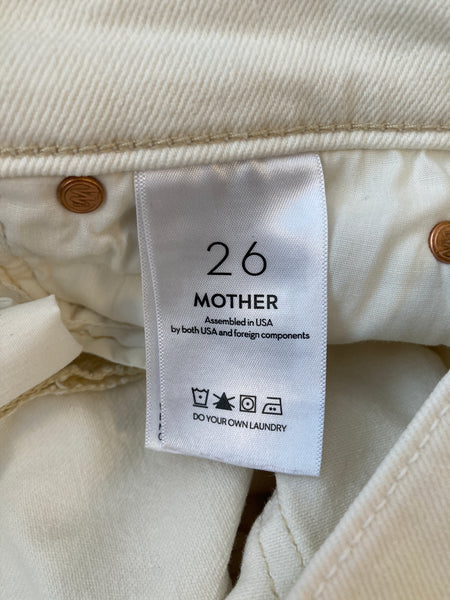 26
MOTHER
Assembled in USA
by both USA and foreign components
DO YOUR OWN LAUNDRY